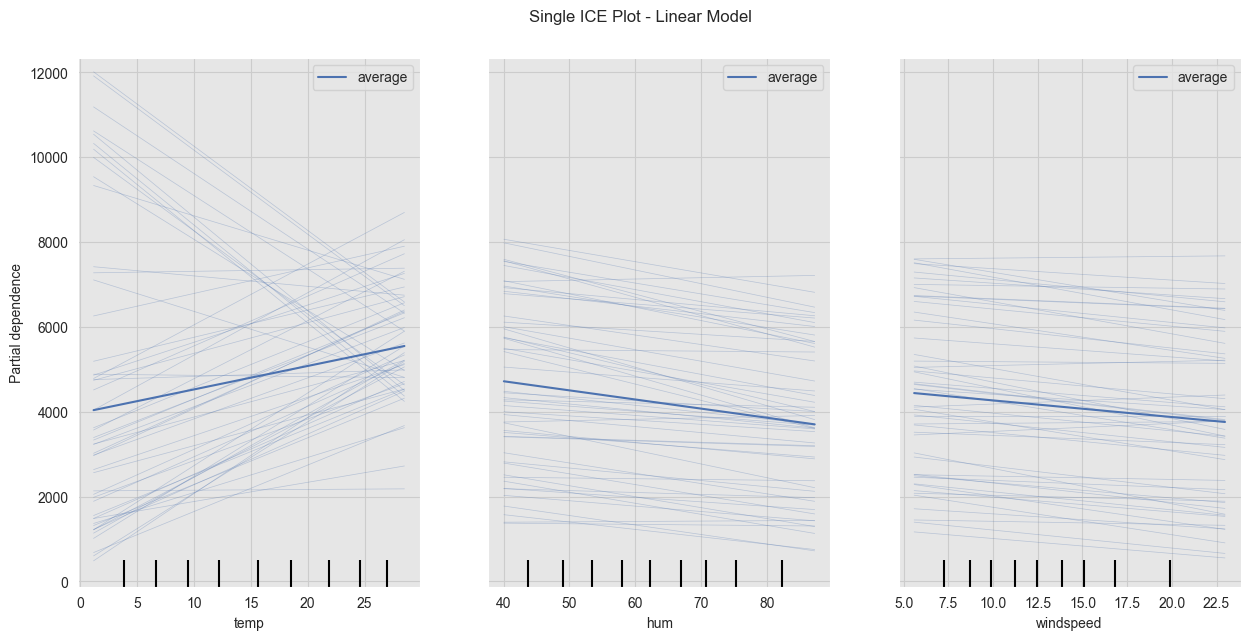 Single ICE Plot - Linear Model
average
average
average
12000
10000
8000
6000
4000
2000
0
Partial dependence
0 5 10 15 20 25
40 50 60 70 80
5.0 7.5 10.0 12.5 15.0 17.5 20.0 22.5
temp
hum
windspeed